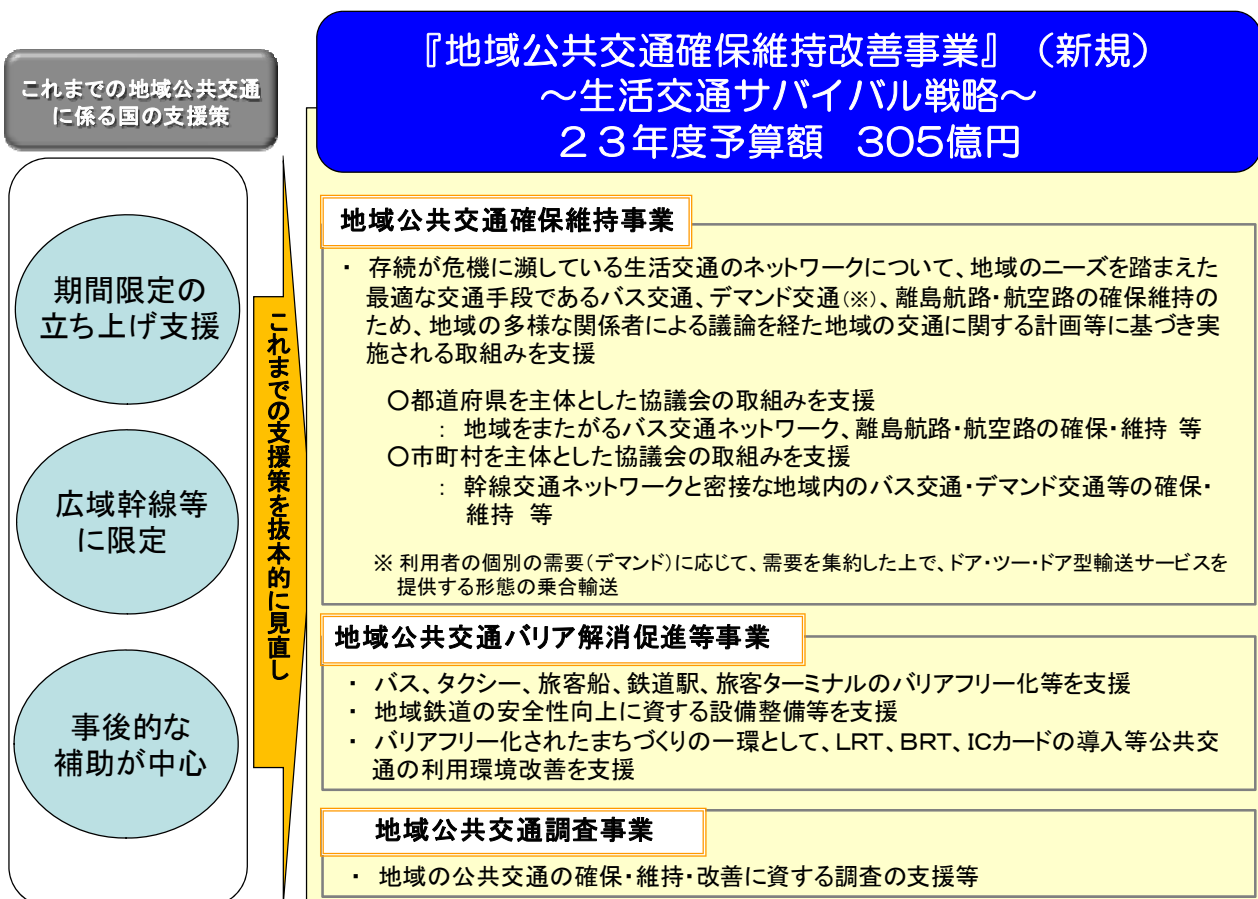 これまでの地域公共交通
に係る国の支援策
期間限定の
立ち上げ支援
広域幹線等
に限定
事後的な
補助が中心
これまでの支援策を抜本的に見直し
『地域公共交通確保維持改善事業』（新規）
～生活交通サバイバル戦略～
２３年度予算額　305億円
地域公共交通確保維持事業
・ 存続が危機に瀕している生活交通のネットワークについて、地域のニーズを踏まえた
最適な交通手段であるバス交通、デマンド交通(※)、離島航路・航空路の確保維持の
ため、地域の多様な関係者による議論を経た地域の交通に関する計画等に基づき実
施される取組みを支援
○都道府県を主体とした協議会の取組みを支援
： 地域をまたがるバス交通ネットワーク、離島航路・航空路の確保・維持 等
○市町村を主体とした協議会の取組みを支援
： 幹線交通ネットワークと密接な地域内のバス交通・デマンド交通等の確保・
維持 等
※ 利用者の個別の需要（デマンド）に応じて、需要を集約した上で、ドア・ツー・ドア型輸送サービスを
提供する形態の乗合輸送
地域公共交通バリア解消促進等事業
・ バス、タクシー、旅客船、鉄道駅、旅客ターミナルのバリアフリー化等を支援
・ 地域鉄道の安全性向上に資する設備整備等を支援
・ バリアフリー化されたまちづくりの一環として、LRT、BRT、ICカードの導入等公共交
通の利用環境改善を支援
地域公共交通調査事業
・ 地域の公共交通の確保・維持・改善に資する調査の支援等